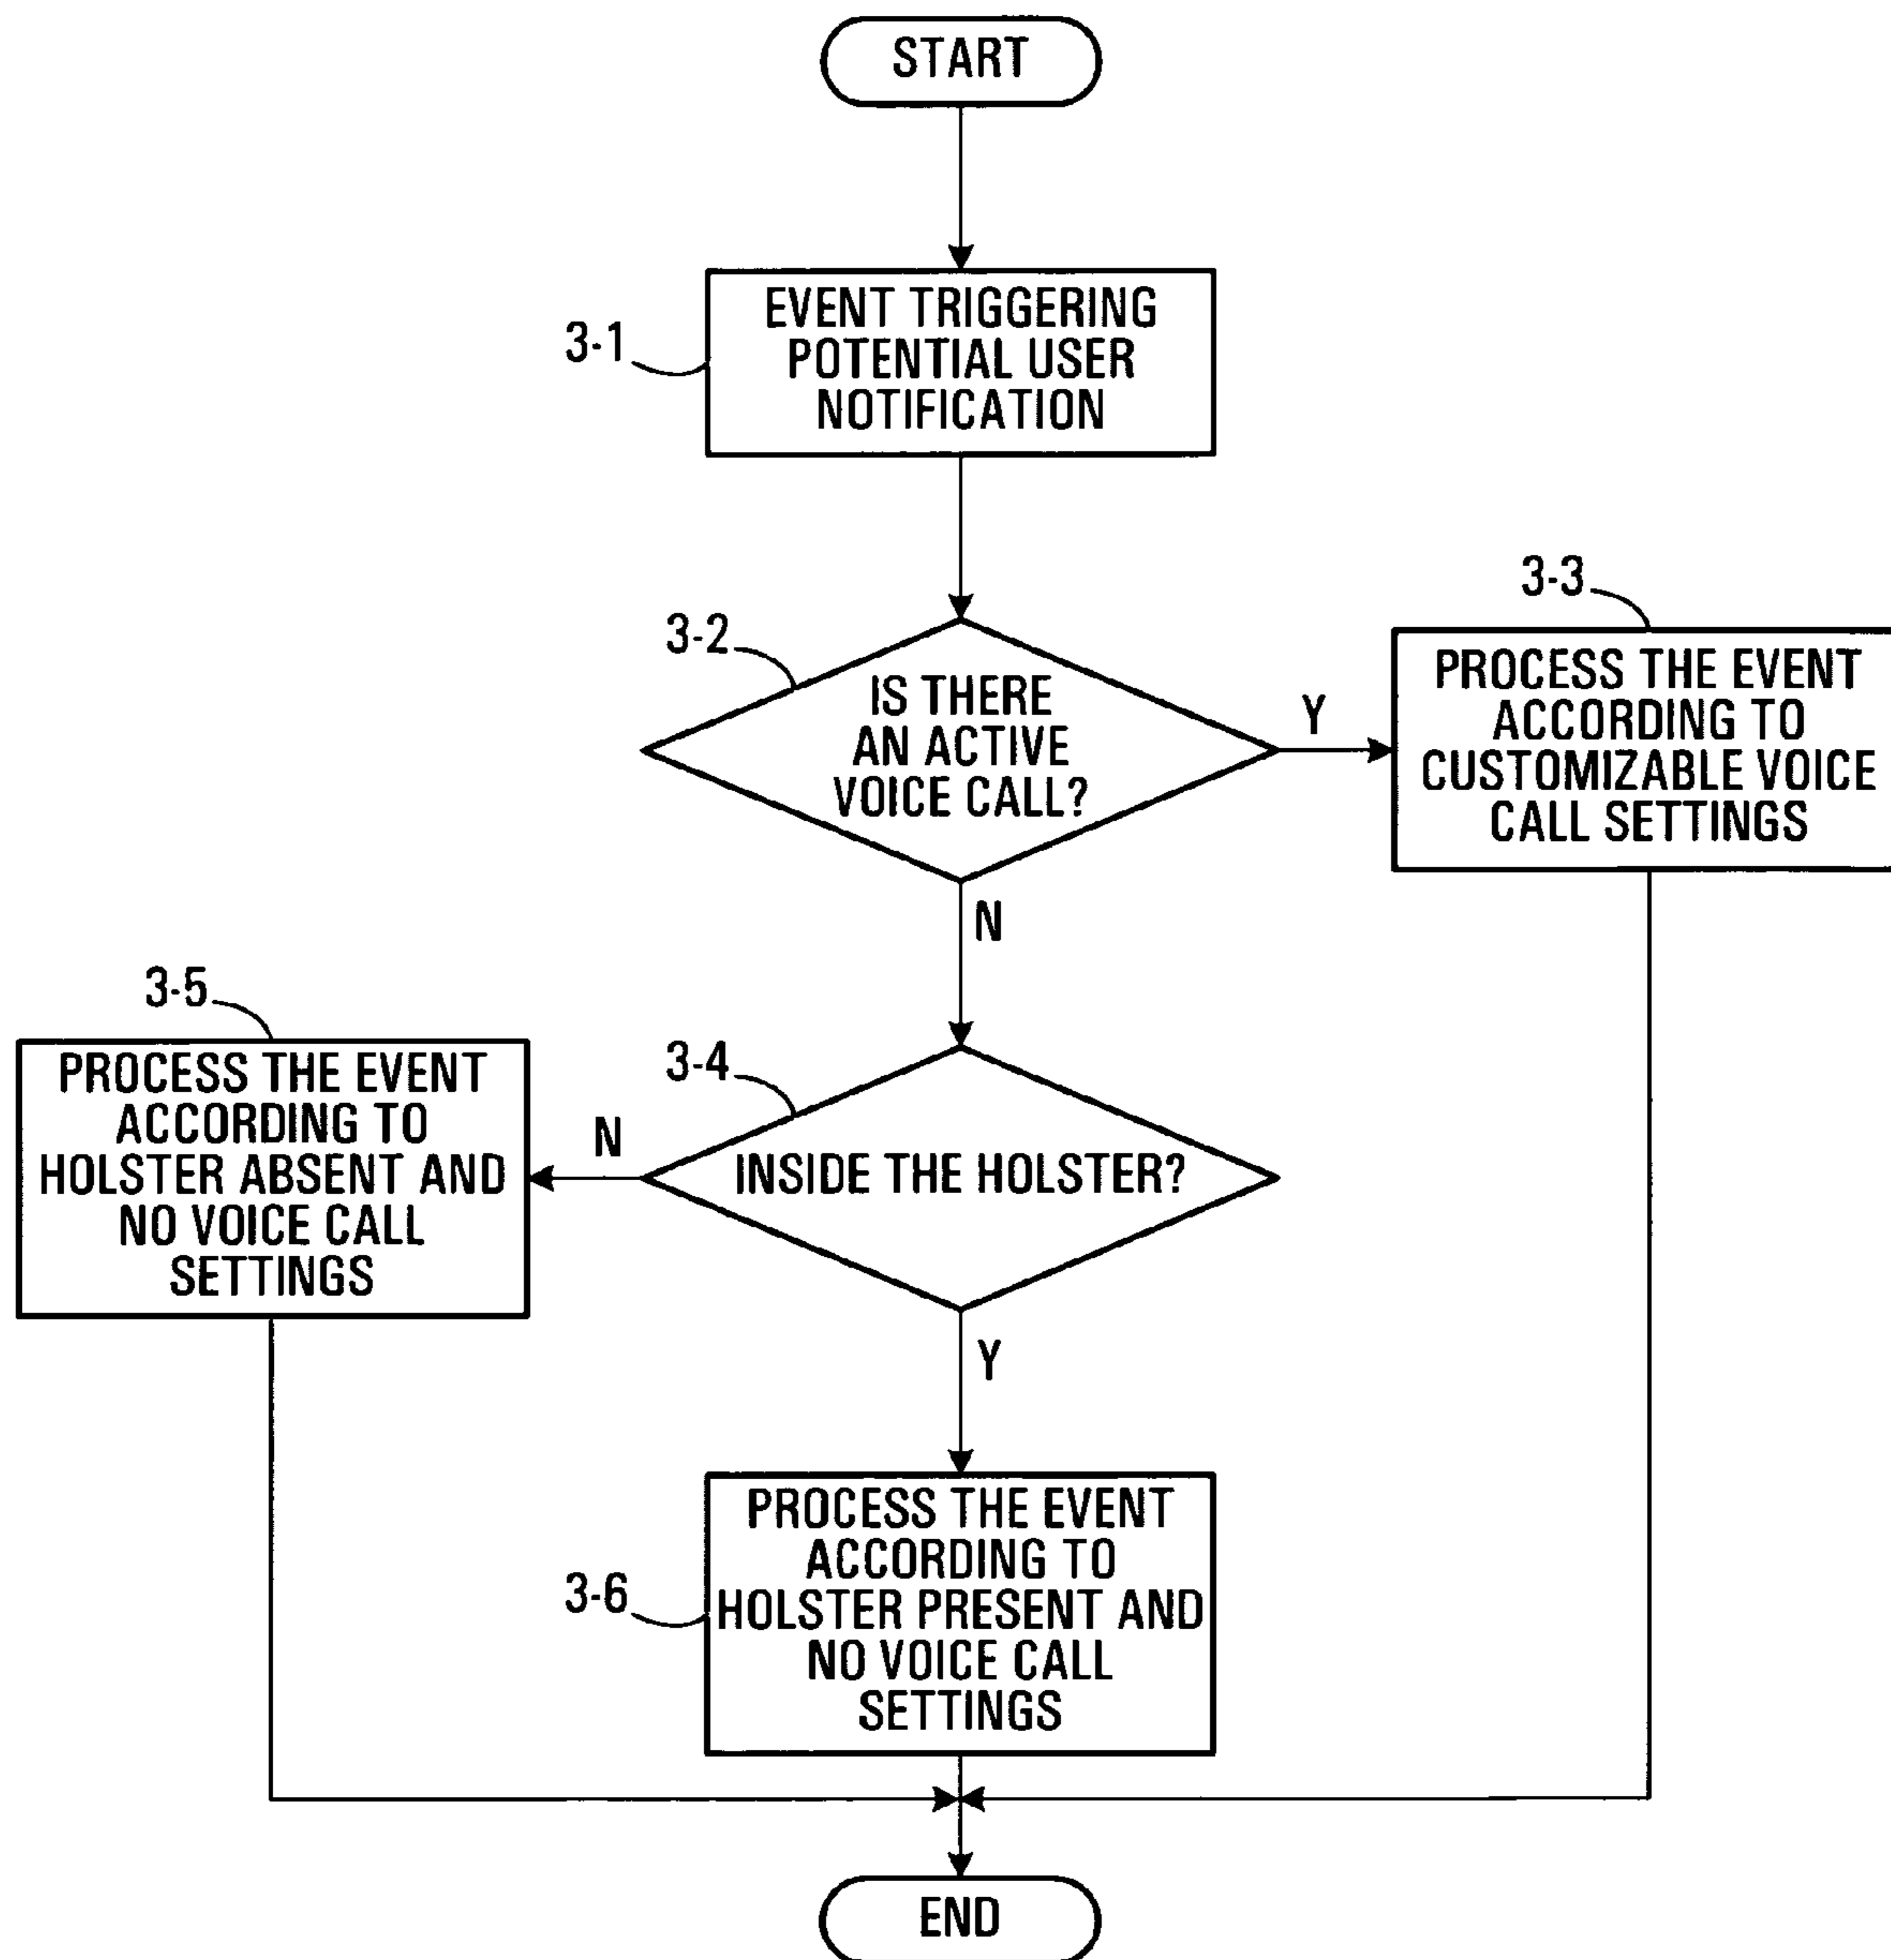 START
3-1
EVENT TRIGGERING
POTENTIAL USER
NOTIFICATION
3-2
IS THERE
AN ACTIVE
VOICE CALL?
Y
3-3
PROCESS THE EVENT
ACCORDING TO
CUSTOMIZABLE VOICE
CALL SETTINGS
N
3-4
INSIDE THE HOLSTER?
N
3-5
PROCESS THE EVENT
ACCORDING TO
HOLSTER ABSENT AND
NO VOICE CALL
SETTINGS
Y
3-6
PROCESS THE EVENT
ACCORDING TO
HOLSTER PRESENT AND
NO VOICE CALL
SETTINGS
END